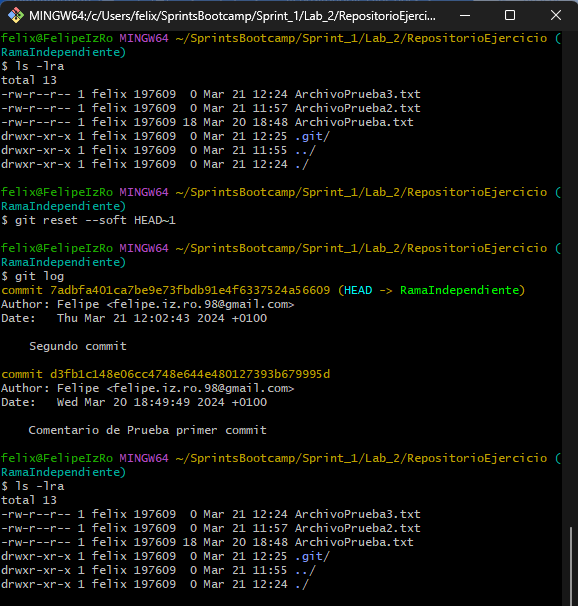 MINGW64:/c/Users/felix/SprintsBootcamp/Sprint_1/Lab_2/RepositorioEjerci...
felix@FelipeIzRo MINGW64 ~/SprintsBootcamp/Sprint_1/Lab_2/RepositorioEjercicio (
RamaIndependiente)
$ ls -lra
total 13
-rw-r--r-- 1 felix 197609  0 Mar 21 12:24 ArchivoPrueba3.txt
-rw-r--r-- 1 felix 197609  0 Mar 21 11:57 ArchivoPrueba2.txt
-rw-r--r-- 1 felix 197609 18 Mar 20 18:48 ArchivoPrueba.txt
drwxr-xr-x 1 felix 197609  0 Mar 21 12:25 .git/
drwxr-xr-x 1 felix 197609  0 Mar 21 11:55 ../
drwxr-xr-x 1 felix 197609  0 Mar 21 12:24 ./
felix@FelipeIzRo MINGW64 ~/SprintsBootcamp/Sprint_1/Lab_2/RepositorioEjercicio (
RamaIndependiente)
$ git reset --soft HEAD~1
felix@FelipeIzRo MINGW64 ~/SprintsBootcamp/Sprint_1/Lab_2/RepositorioEjercicio (
RamaIndependiente)
$ git log
commit 7adbfa401ca7be9e73fbdb91e4f6337524a56609 (HEAD -> RamaIndependiente)
Author: Felipe <felipe.iz.ro.98@gmail.com>
Date:   Thu Mar 21 12:02:43 2024 +0100
Segundo commit
commit d3fb1c148e06cc4748e644e480127393b679995d
Author: Felipe <felipe.iz.ro.98@gmail.com>
Date:   Wed Mar 20 18:49:49 2024 +0100
Comentario de Prueba primer commit
felix@FelipeIzRo MINGW64 ~/SprintsBootcamp/Sprint_1/Lab_2/RepositorioEjercicio (
RamaIndependiente)
$ ls -lra
total 13
-rw-r--r-- 1 felix 197609  0 Mar 21 12:24 ArchivoPrueba3.txt
-rw-r--r-- 1 felix 197609  0 Mar 21 11:57 ArchivoPrueba2.txt
-rw-r--r-- 1 felix 197609 18 Mar 20 18:48 ArchivoPrueba.txt
drwxr-xr-x 1 felix 197609  0 Mar 21 12:25 .git/
drwxr-xr-x 1 felix 197609  0 Mar 21 11:55 ../
drwxr-xr-x 1 felix 197609  0 Mar 21 12:24 ./